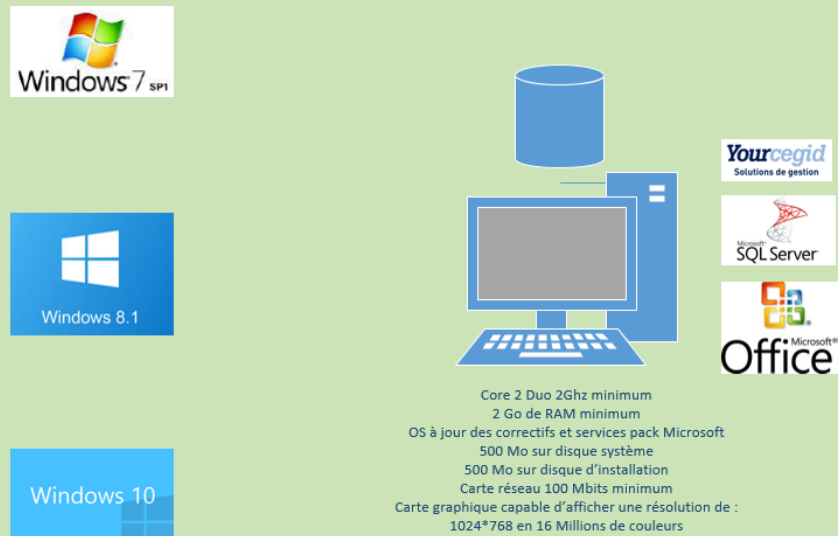 Windows 7 SP1
Windows 8.1
Windows 10
Yourcegid
Solutions de gestion
Microsoft
SQL Server
Microsoft®
Office
Core 2 Duo 2Ghz minimum
2 Go de RAM minimum
OS à jour des correctifs et services pack Microsoft
500 Mo sur disque système
500 Mo sur disque d'installation
Carte réseau 100 Mbits minimum
Carte graphique capable d'afficher une résolution de :
1024*768 en 16 Millions de couleurs